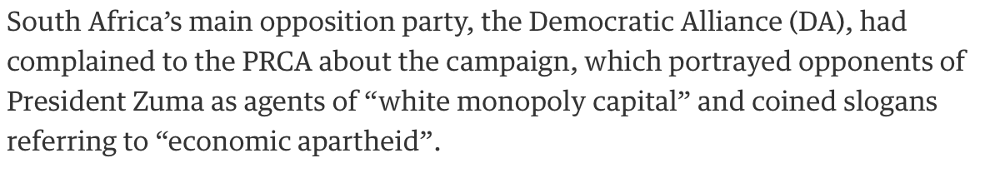 South Africa’s main opposition party, the Democratic Alliance (DA), had
complained to the PRCA about the campaign, which portrayed opponents of
President Zuma as agents of “white monopoly capital” and coined slogans
referring to “economic apartheid”.